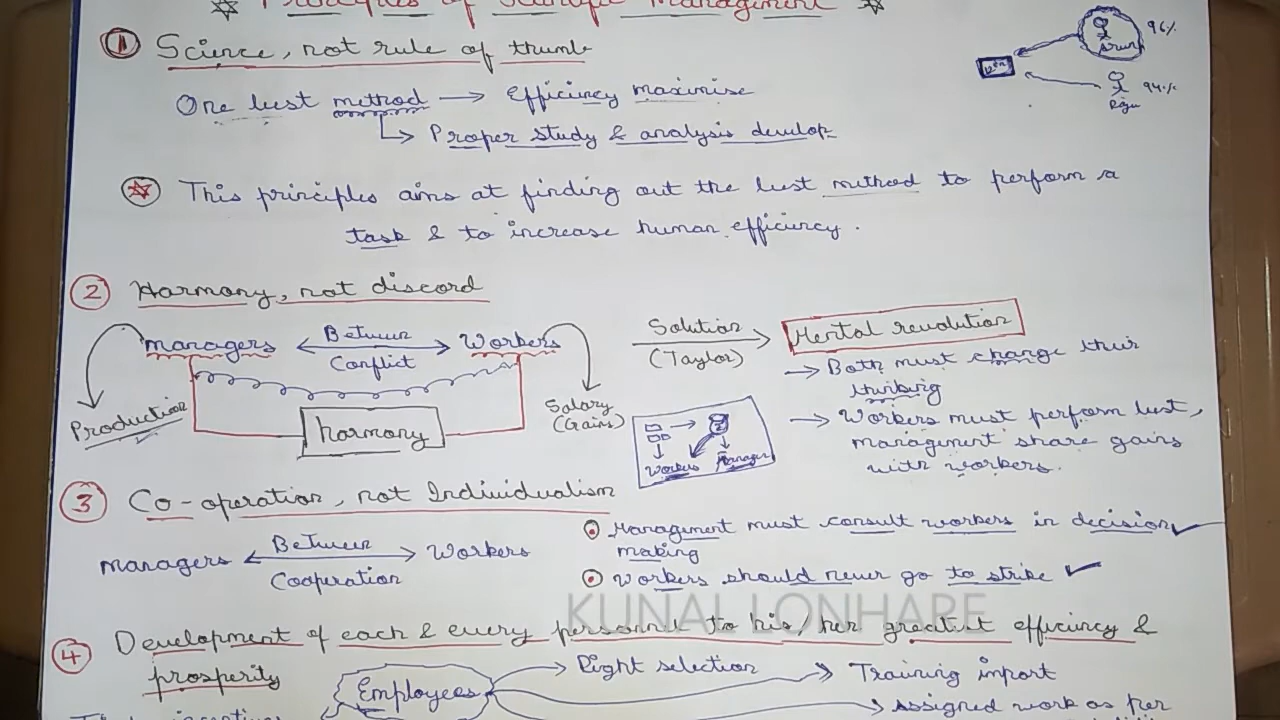 Principles of Scientific Management
1 Science, not rule of thumb
One best method → Efficiency maximise
Proper study & analysis develop
96%
94%
This principles aims at finding out the best method to perform a
task & to increase human efficiency.
2 Harmony, not discord
managers Between Workers
Conflict
Production
Salary
(Gains)
harmony
Solution
(Taylor)
Mental revolution
→ Both must change their
thinking
→ Workers must perform best,
management share gains
with workers.
Workers Manager
3 Co-operation, not Individualism
managers Between Workers
Cooperation
Management must consult workers in decision
making
Workers should never go to strike
KUNAL LONHARE
4 Development of each & every personnel to his, her greatest efficiency &
prosperity
Employees
Right selection
Training import
Assigned work as per